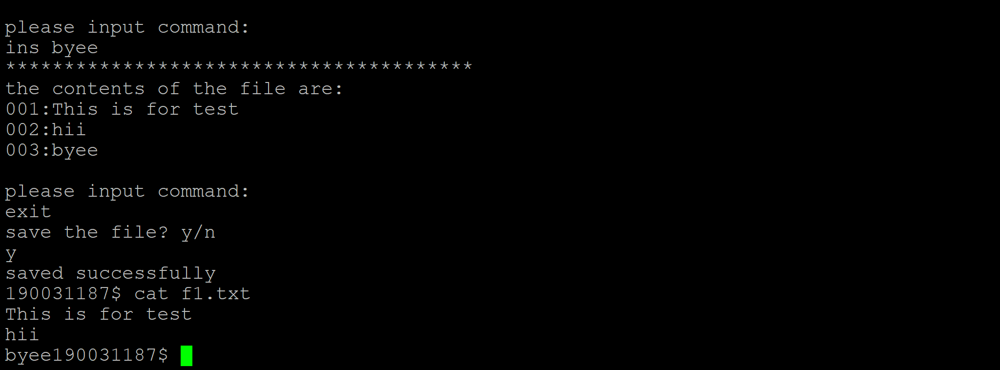 please input command:
ins byee
****************************************
the contents of the file are:
001:This is for test
002:hii
003:byee
please input command:
exit
save the file? y/n
y
saved successfully
190031187$ cat f1.txt
This is for test
hii
byee190031187$